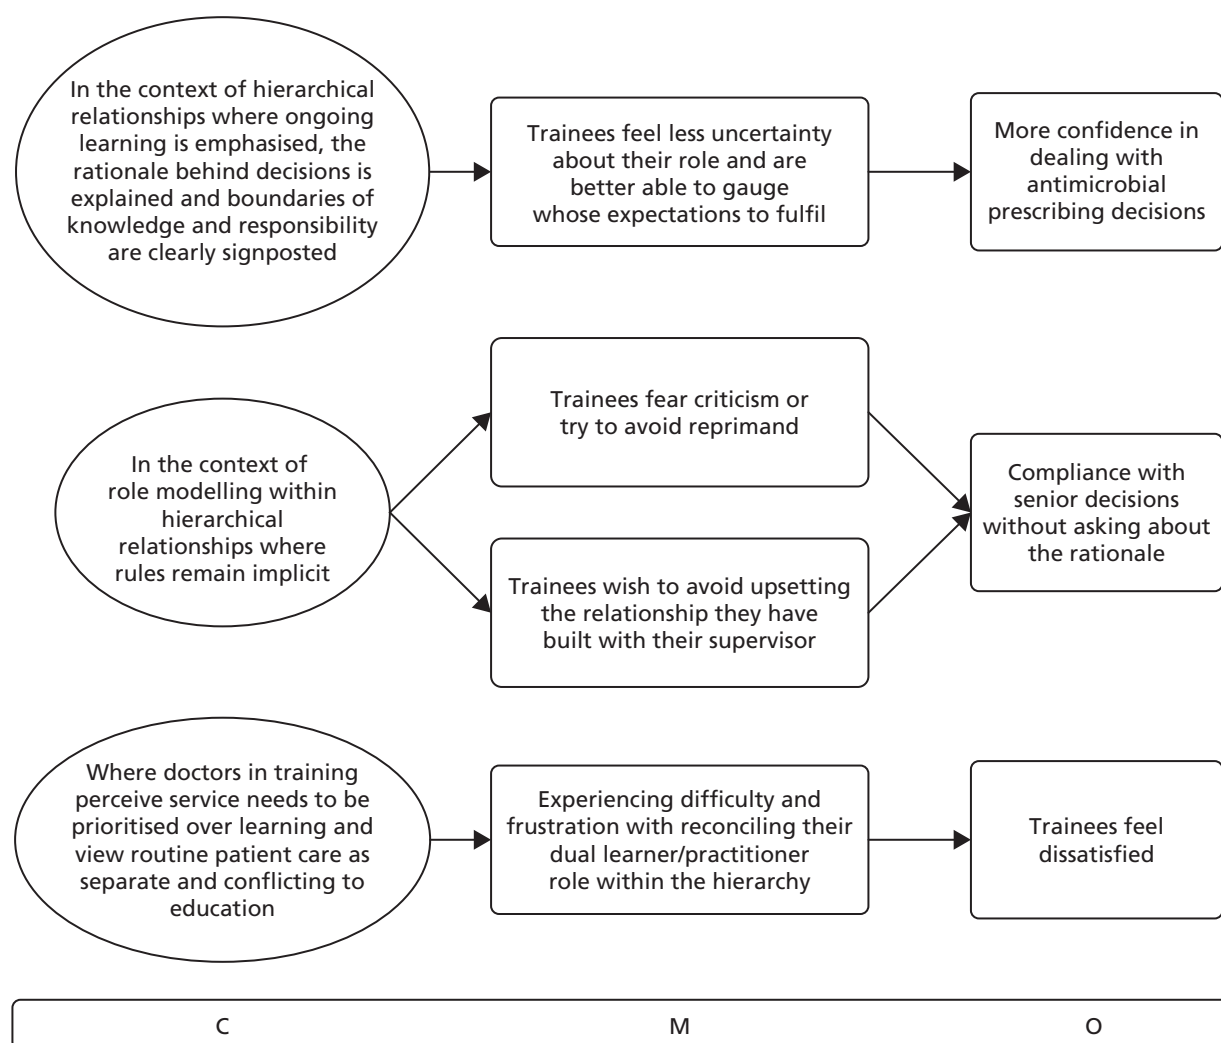 In the context of hierarchical
relationships where ongoing
learning is emphasised, the
rationale behind decisions is
explained and boundaries of
knowledge and responsibility
are clearly signposted
Trainees feel less uncertainty
about their role and are
better able to gauge
whose expectations to fulfil
More confidence in
dealing with
antimicrobial
prescribing decisions
In the context of
role modelling within
hierarchical
relationships where
rules remain implicit
Trainees fear criticism or
try to avoid reprimand
Trainees wish to avoid upsetting
the relationship they have
built with their supervisor
Compliance with
senior decisions
without asking about
the rationale
Where doctors in training
perceive service needs to be
prioritised over learning and
view routine patient care as
separate and conflicting to
education
Experiencing difficulty and
frustration with reconciling their
dual learner/practitioner
role within the hierarchy
Trainees feel
dissatisfied
C
M
O